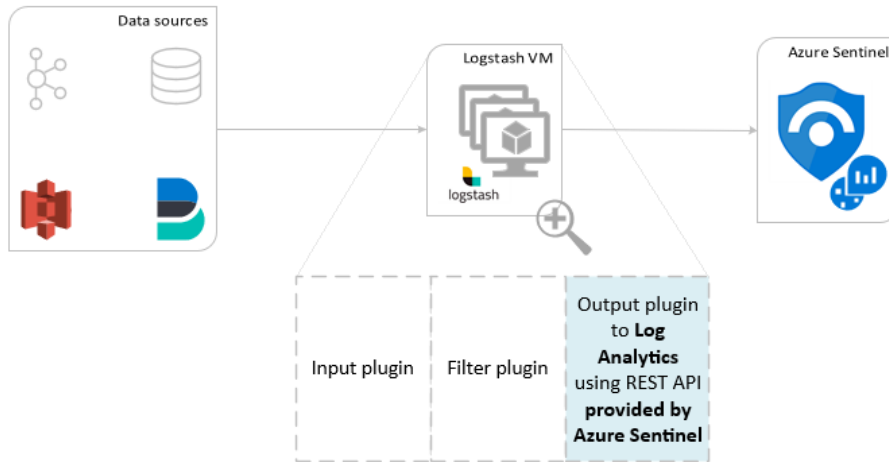 Data sources
Logstash VM
Azure Sentinel
logstash
Input plugin
Filter plugin
Output plugin
to Log
Analytics
using REST API
provided by
Azure Sentinel